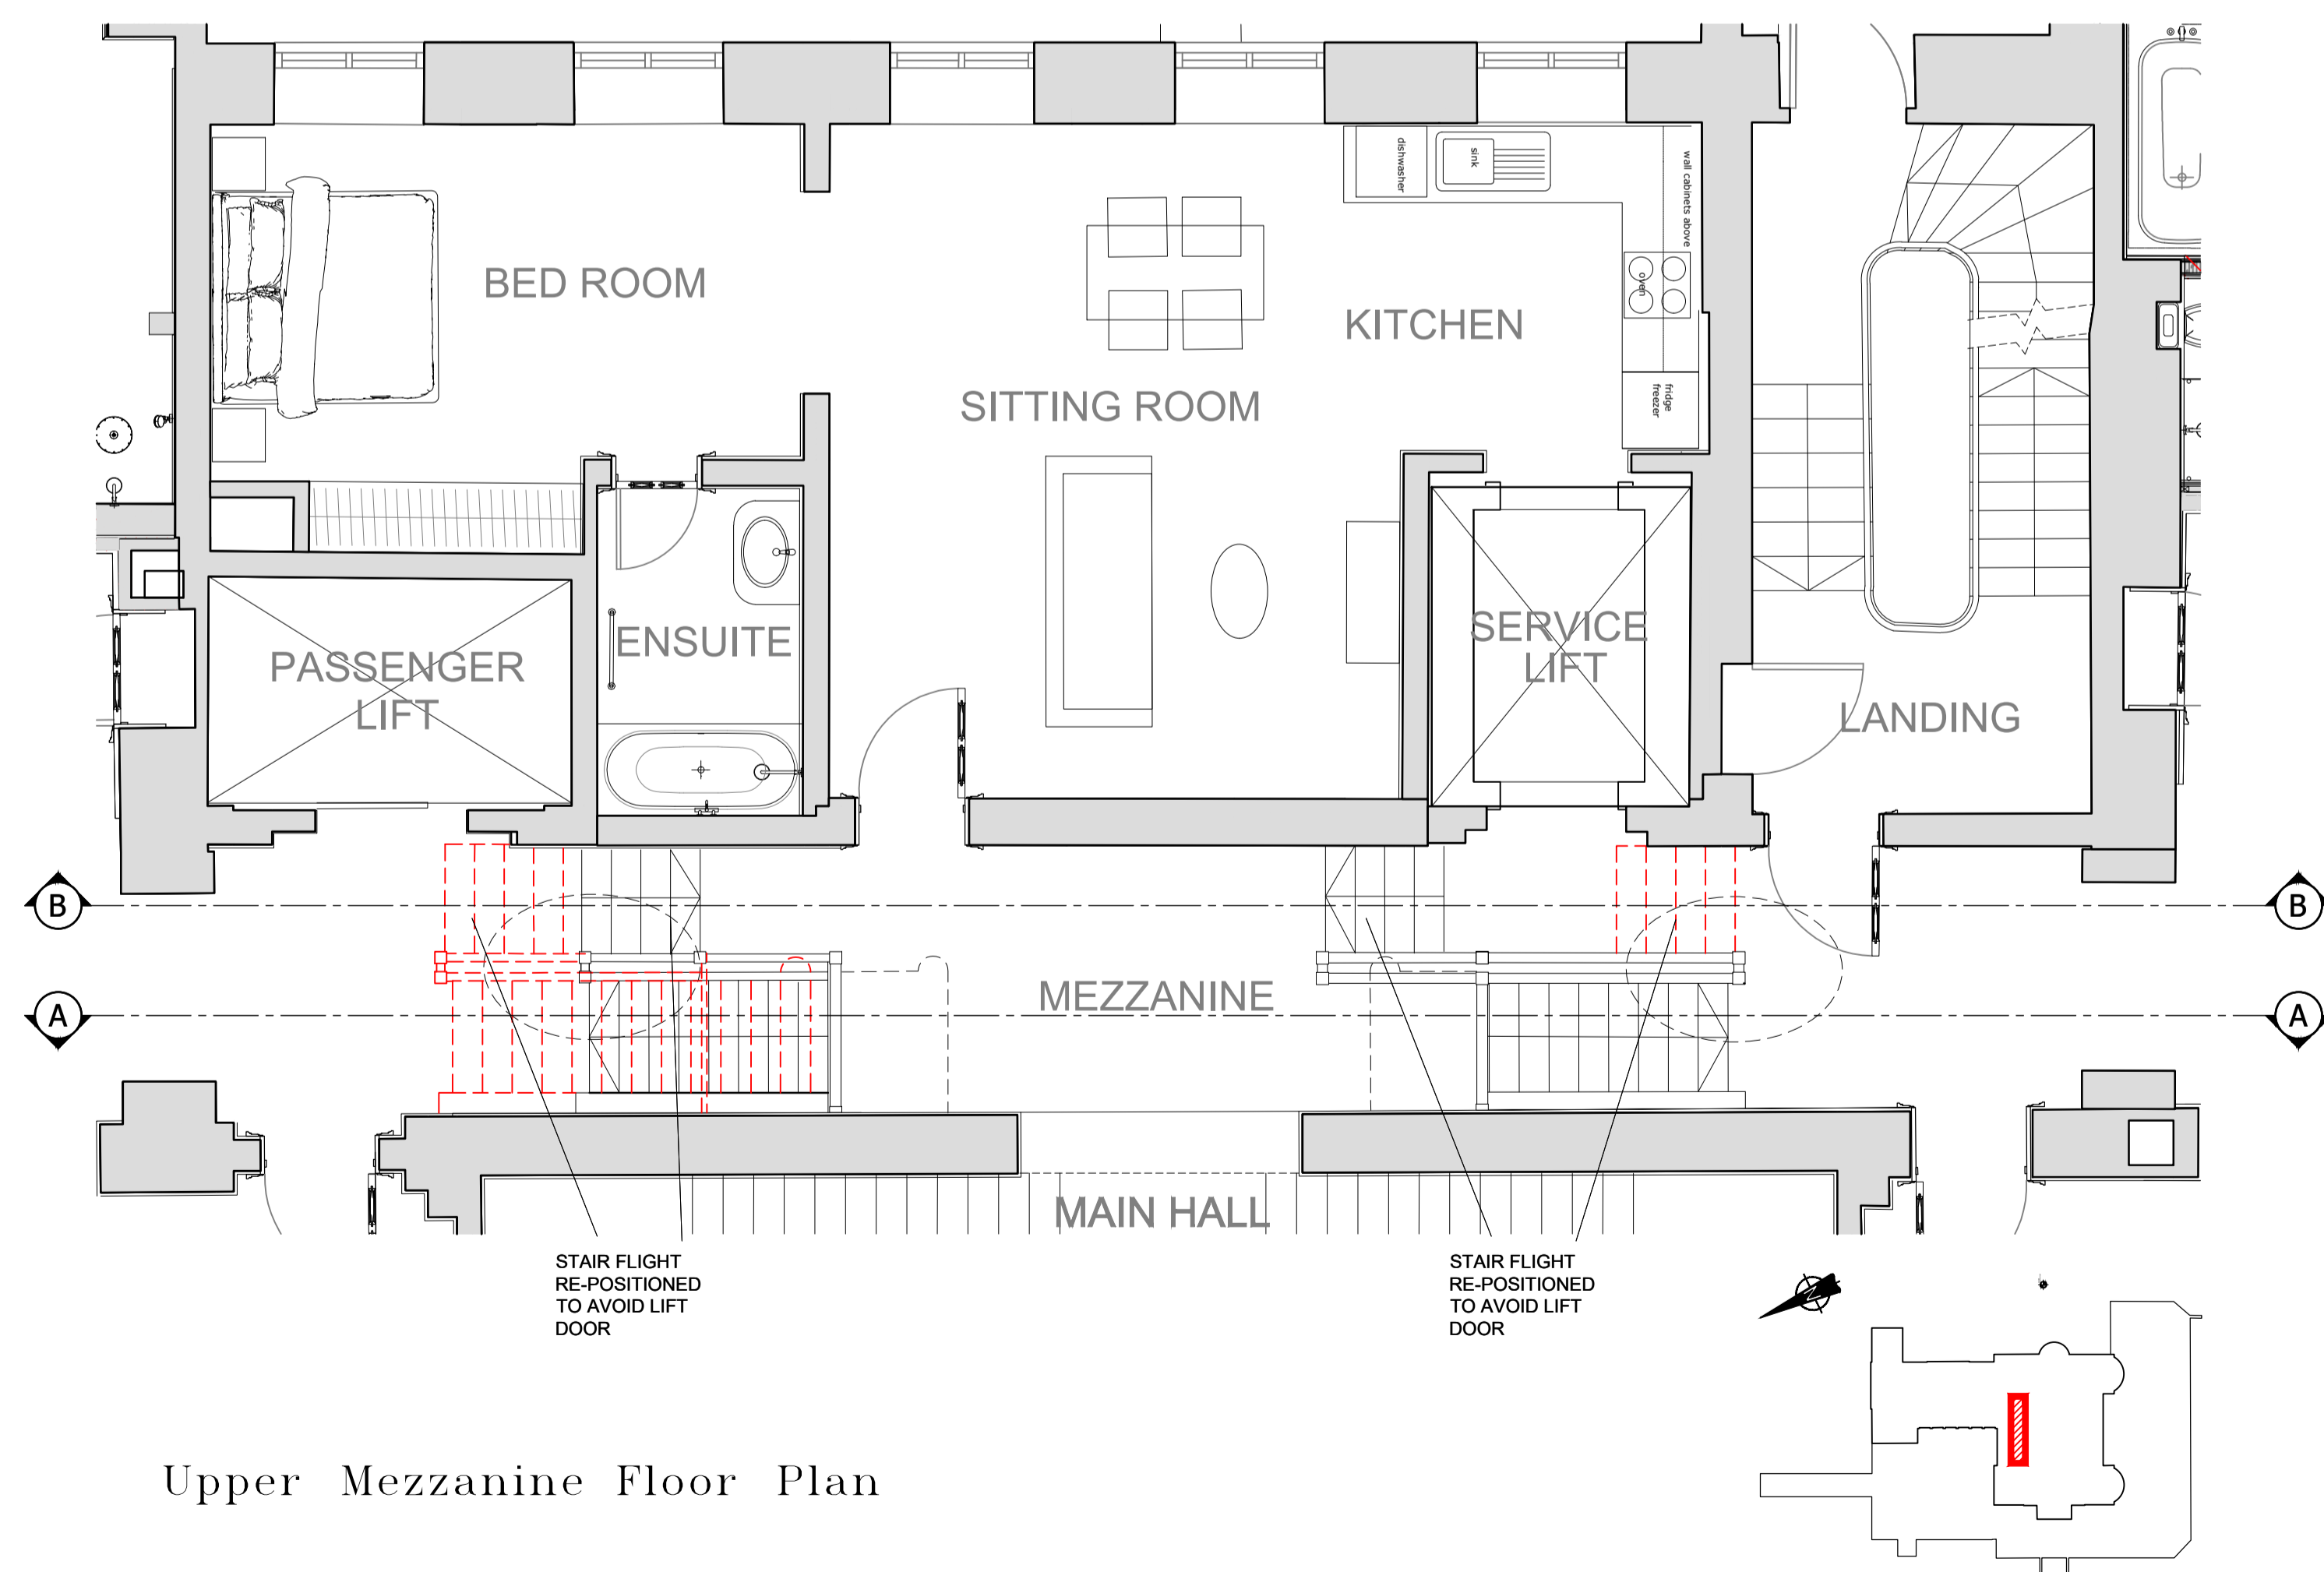 dishwasher
sink
wall cabinets above
oven
fridge
freezer
BED ROOM
KITCHEN
SITTING ROOM
ENSUITE
PASSENGER
LIFT
SERVICE
LIFT
LANDING
B
B
MEZZANINE
A
A
MAIN HALL
STAIR FLIGHT
RE-POSITIONED
TO AVOID LIFT
DOOR
STAIR FLIGHT
RE-POSITIONED
TO AVOID LIFT
DOOR
Upper Mezzanine Floor Plan